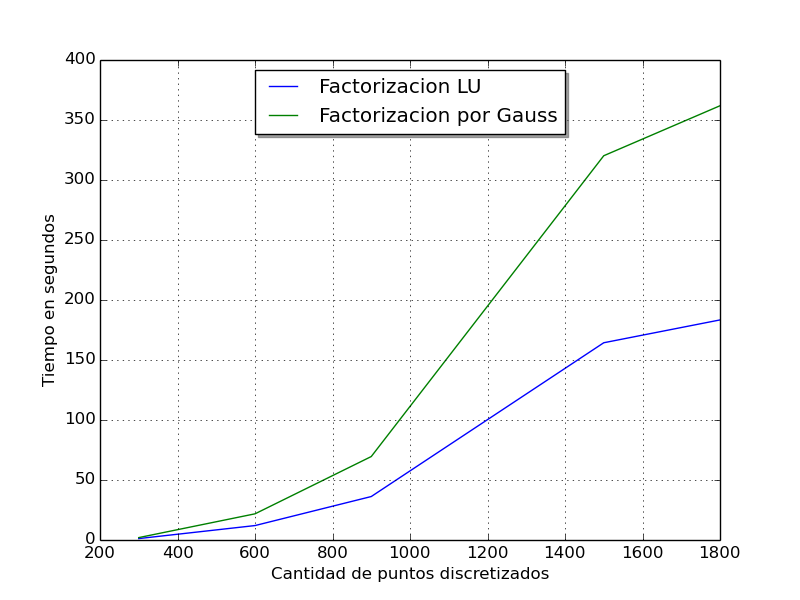 Factorizacion LU
Factorizacion por Gauss
400
350
300
250
200
150
100
50
0
Tiempo en segundos
200 400 600 800 1000 1200 1400 1600 1800
Cantidad de puntos discretizados